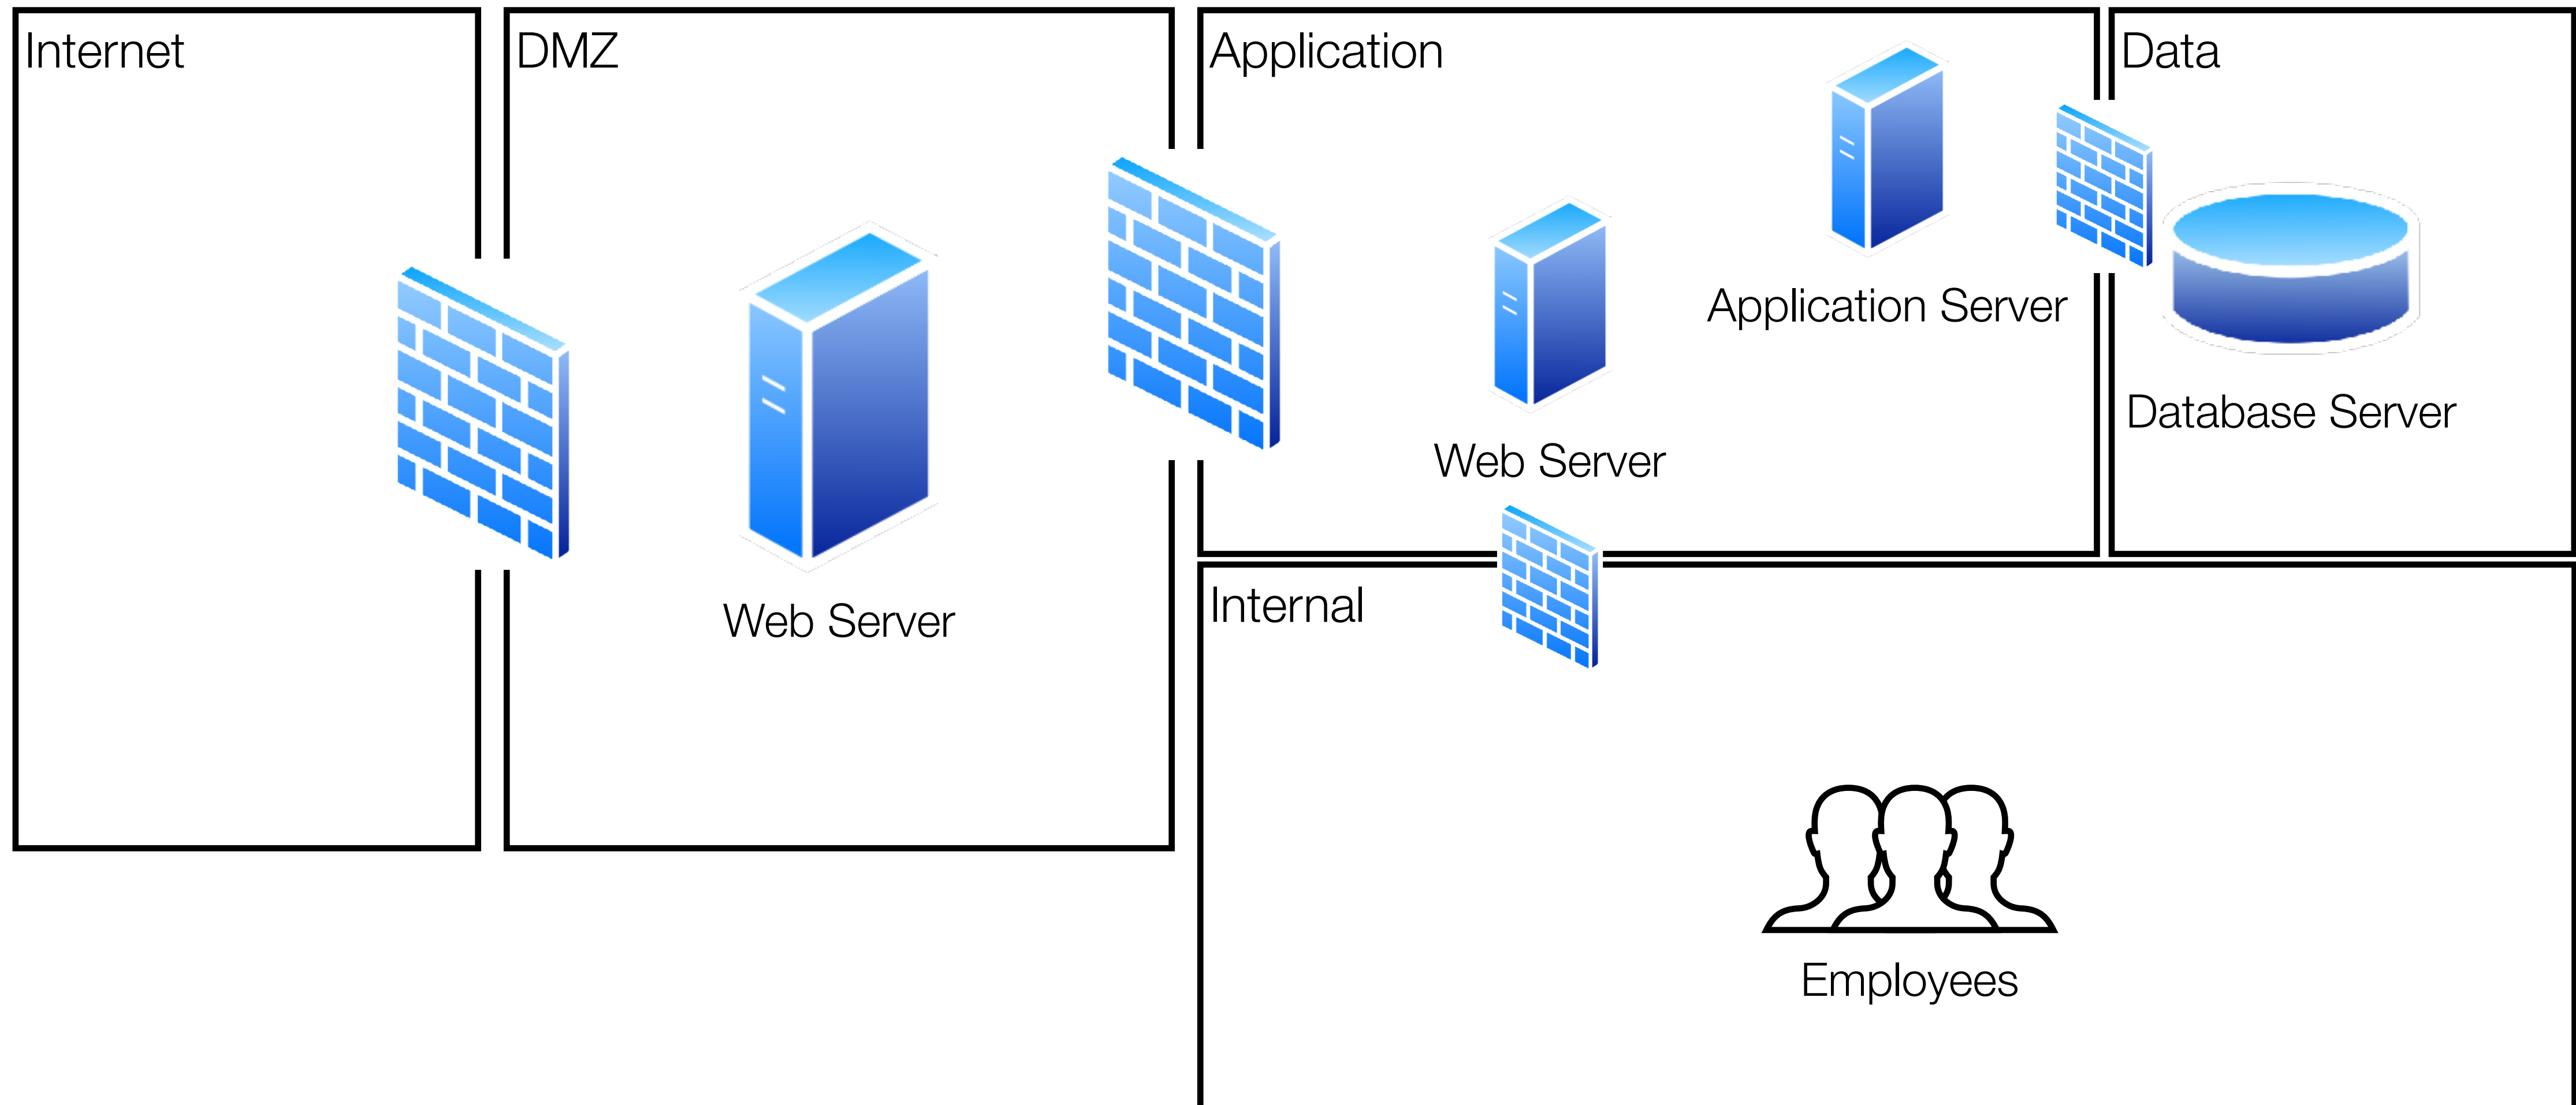 Internet
DMZ
Application
Data
Application Server
Database Server
Web Server
Web Server
Internal
Employees